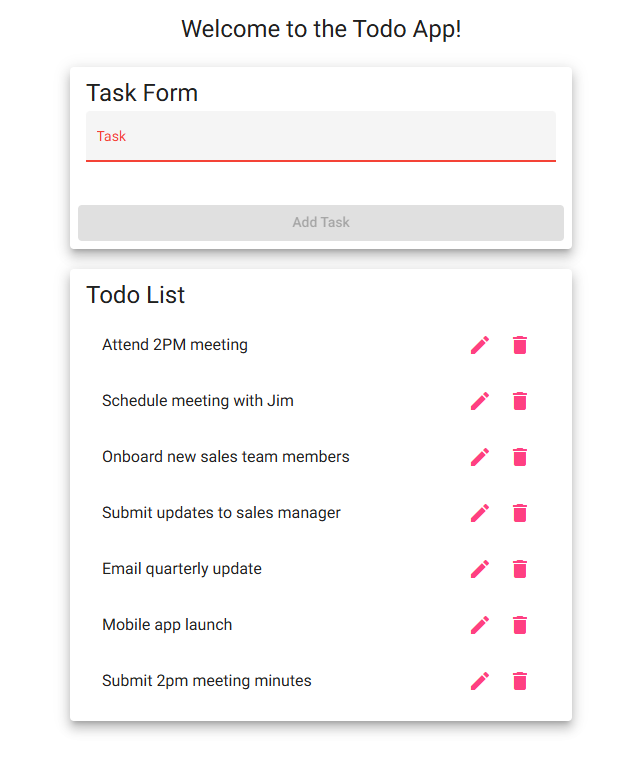 Welcome to the Todo App!
Task Form
Task
Add Task
Todo List
Attend 2PM meeting
Schedule meeting with Jim
Onboard new sales team members
Submit updates to sales manager
Email quarterly update
Mobile app launch
Submit 2pm meeting minutes